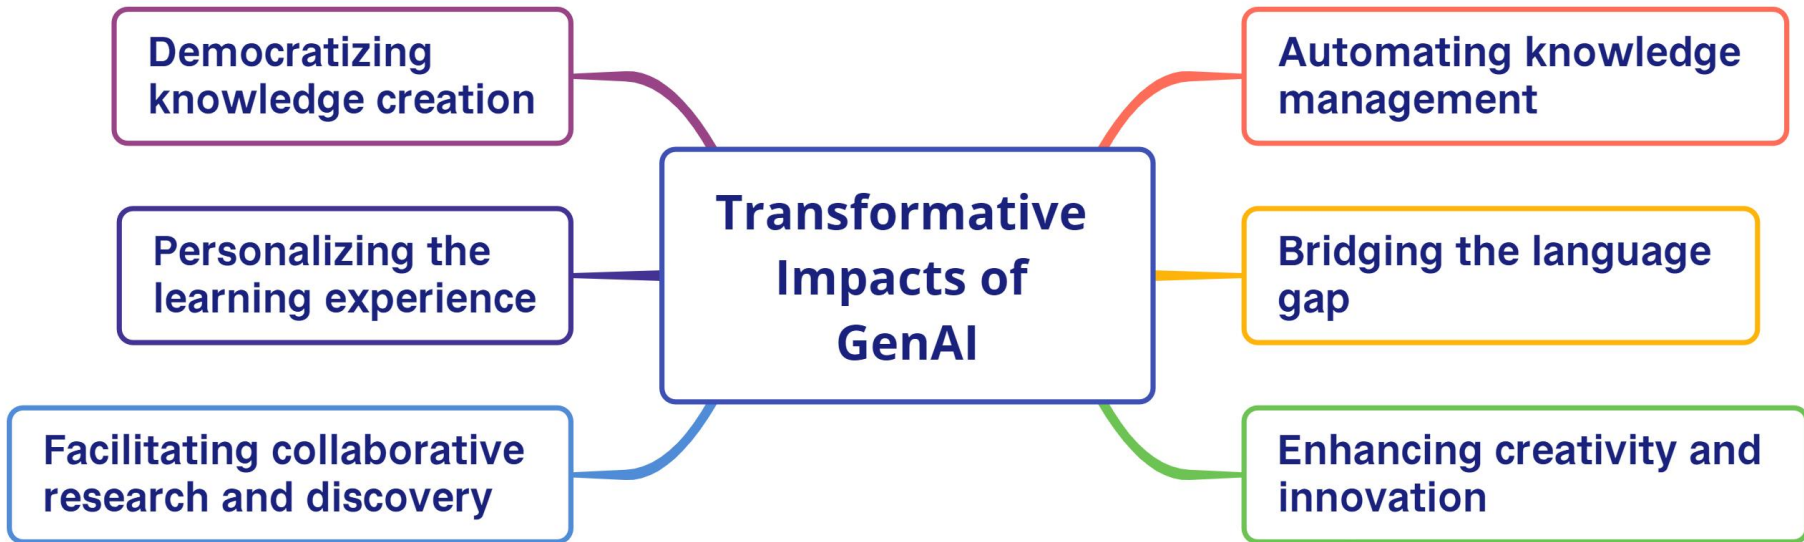 Democratizing
knowledge creation
Personalizing the
learning experience
Facilitating collaborative
research and discovery
Transformative
Impacts of
GenAI
Automating knowledge
management
Bridging the language
gap
Enhancing creativity and
innovation